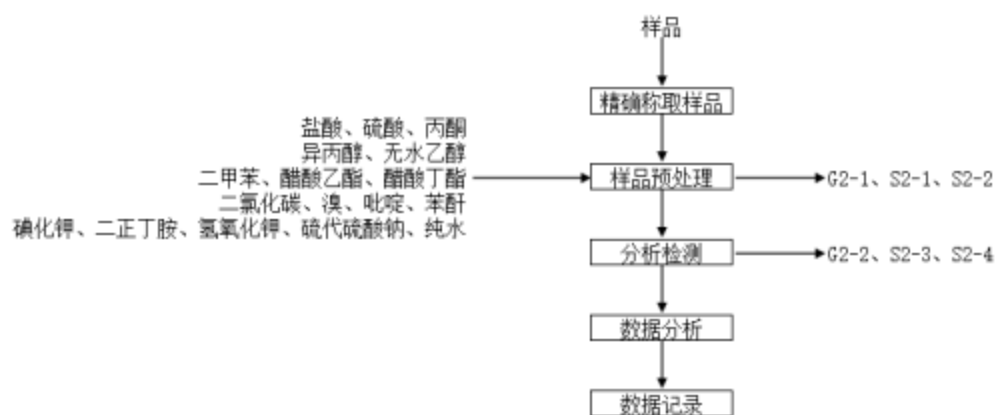 样品
精确称取样品
盐酸、硫酸、丙酮
异丙醇、无水乙醇
二甲苯、醋酸乙酯、醋酸丁酯
二氯化碳、溴、吡啶、苯酐
碘化钾、二正丁胺、氢氧化钾、硫代硫酸钠、纯水
样品预处理
G2-1、S2-1、S2-2
分析检测
G2-2、S2-3、S2-4
数据分析
数据记录